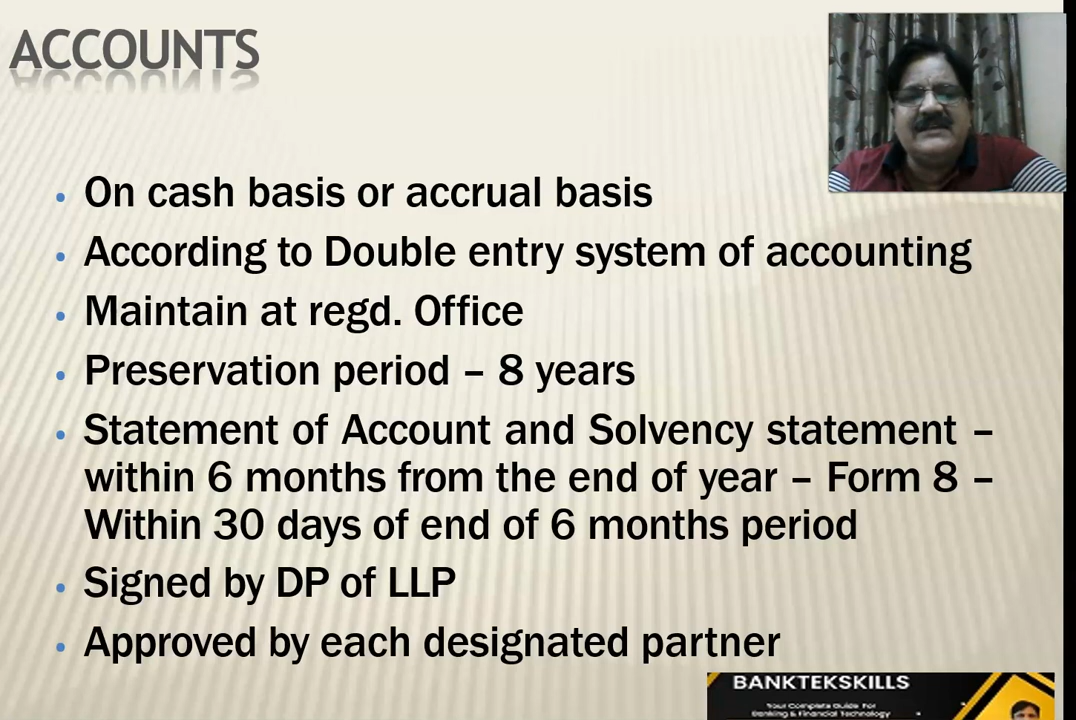 ACCOUNTS
On cash basis or accrual basis
According to Double entry system of accounting
Maintain at regd. Office
Preservation period – 8 years
Statement of Account and Solvency statement –
within 6 months from the end of year – Form 8 –
Within 30 days of end of 6 months period
Signed by DP of LLP
Approved by each designated partner
BANKTEKSKILLS
Your Complete Guide For
Banking & Financial Technology